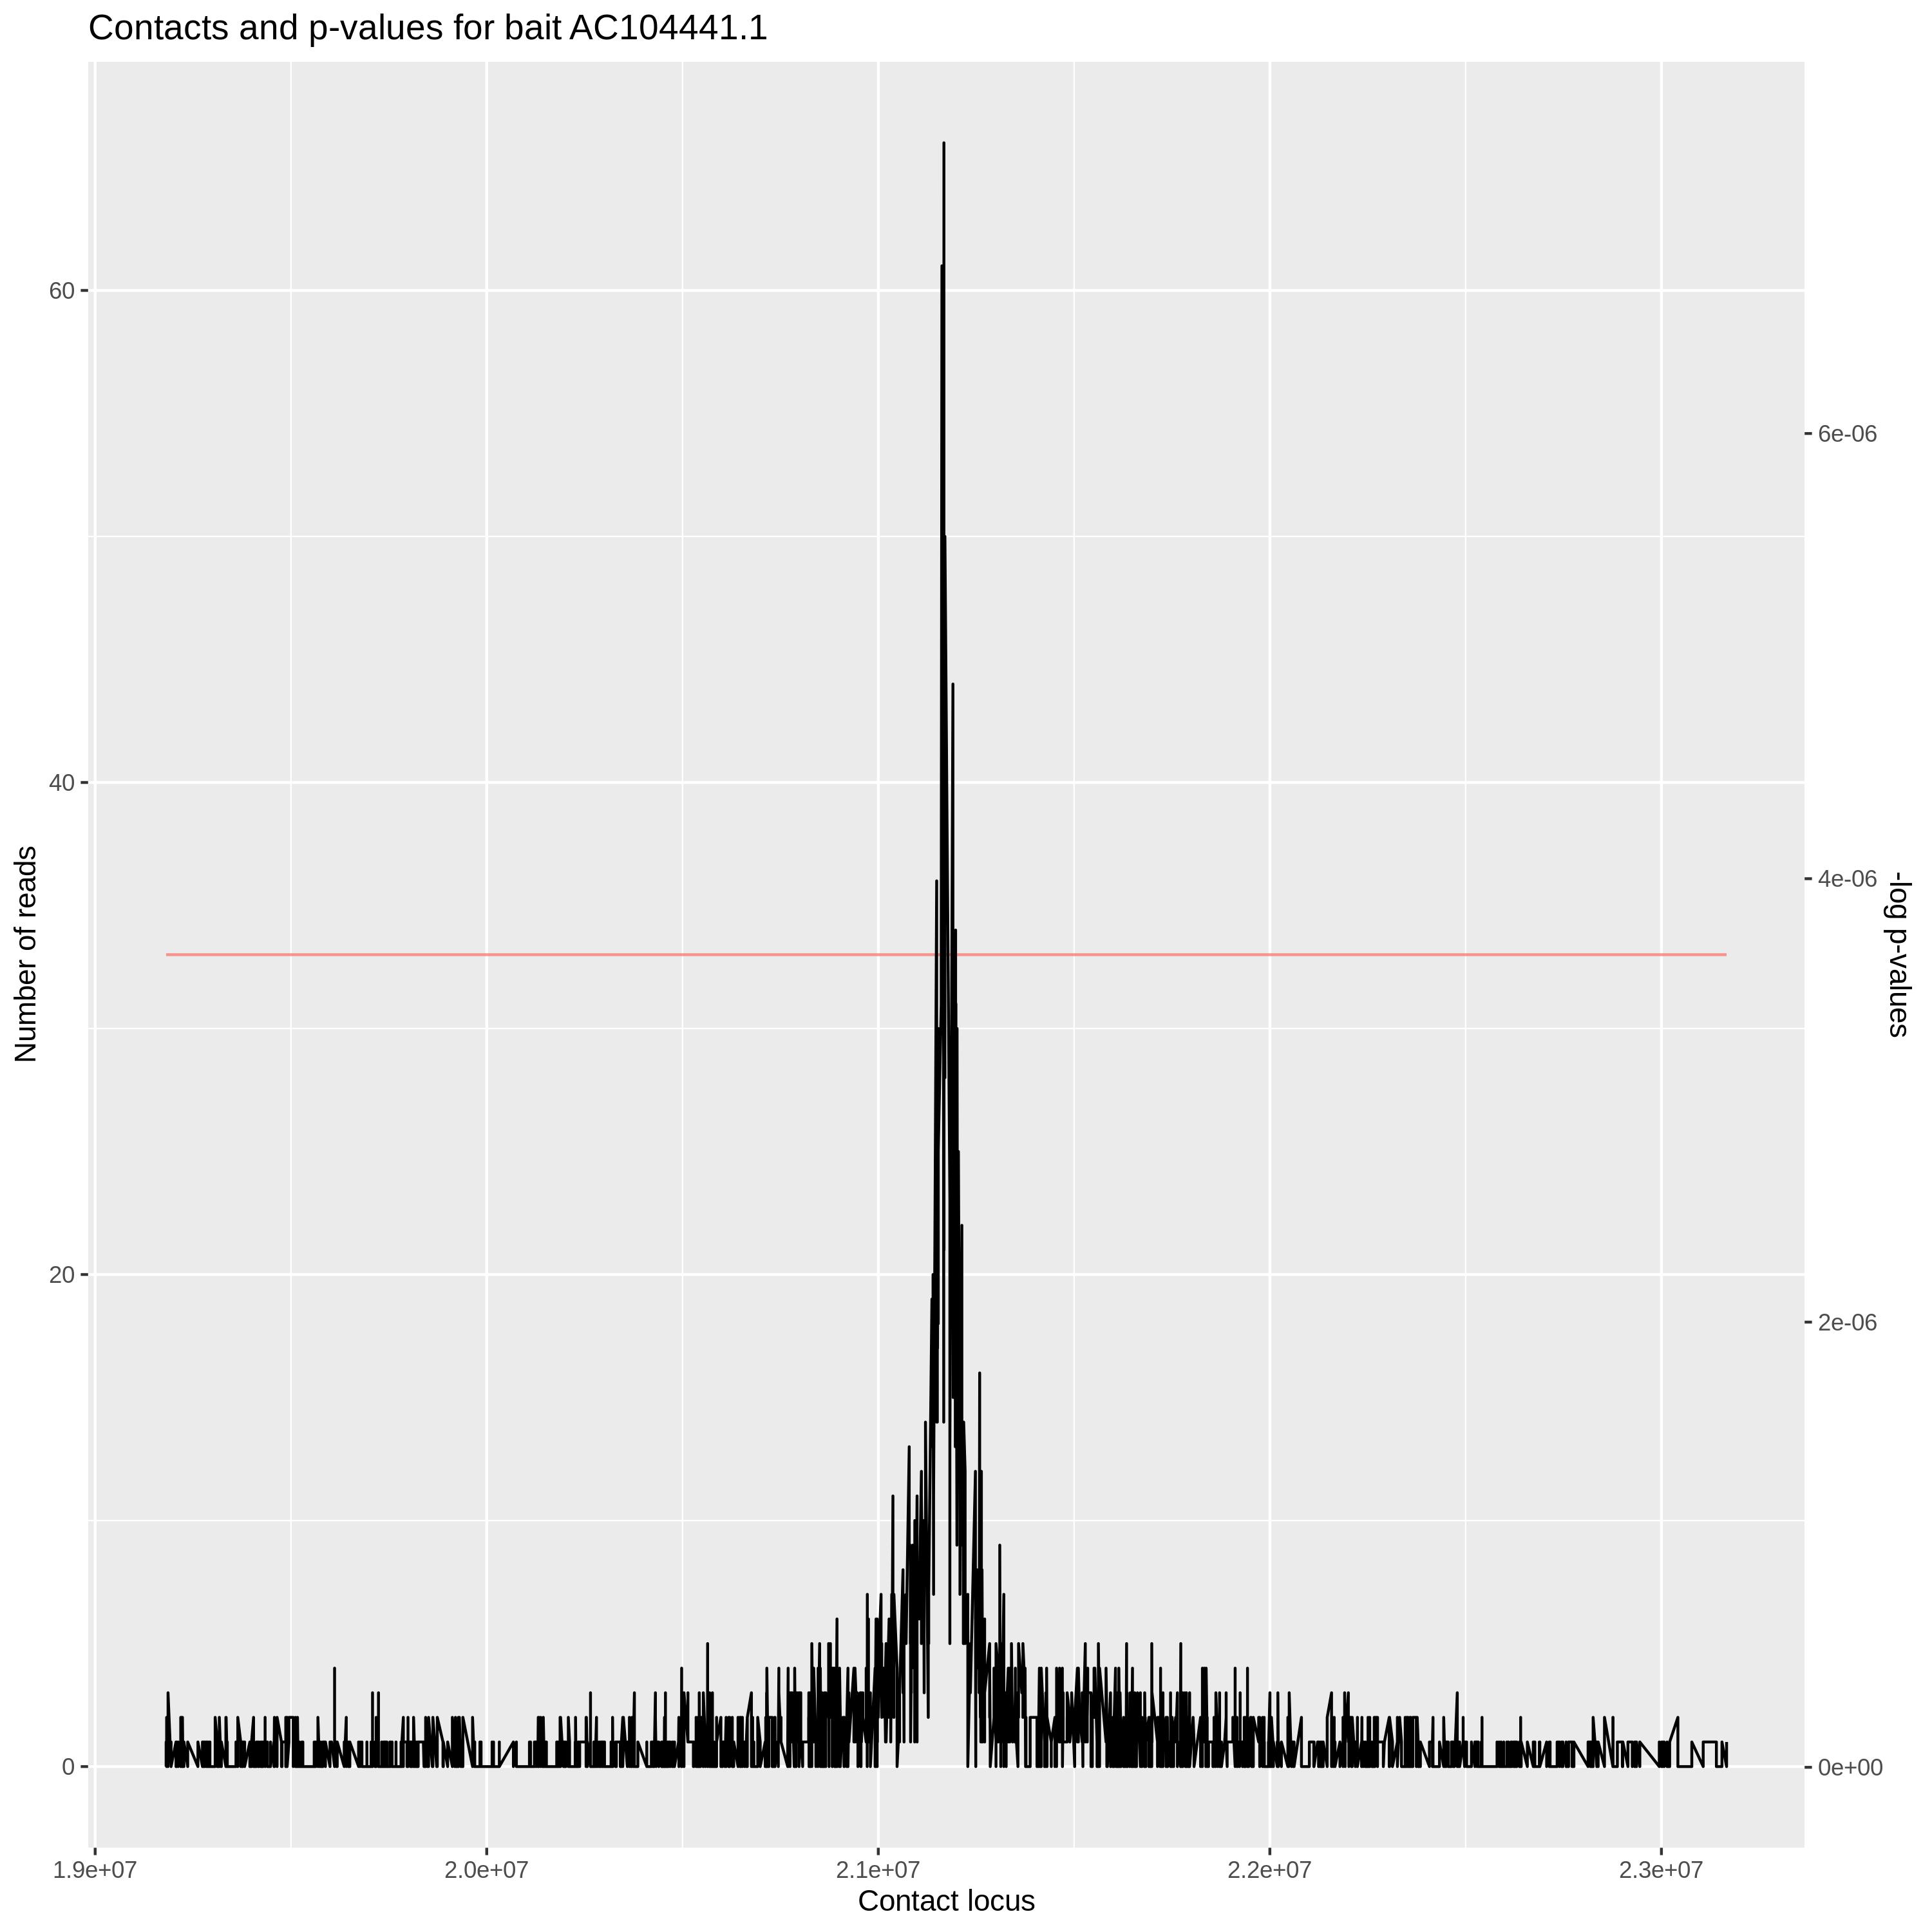 Contacts and p-values for bait AC104441.1
60
40
20
0
Number of reads
6e-06
4e-06
2e-06
0e+00
-log p-values
1.9e+07
2.0e+07
2.1e+07
2.2e+07
2.3e+07
Contact locus